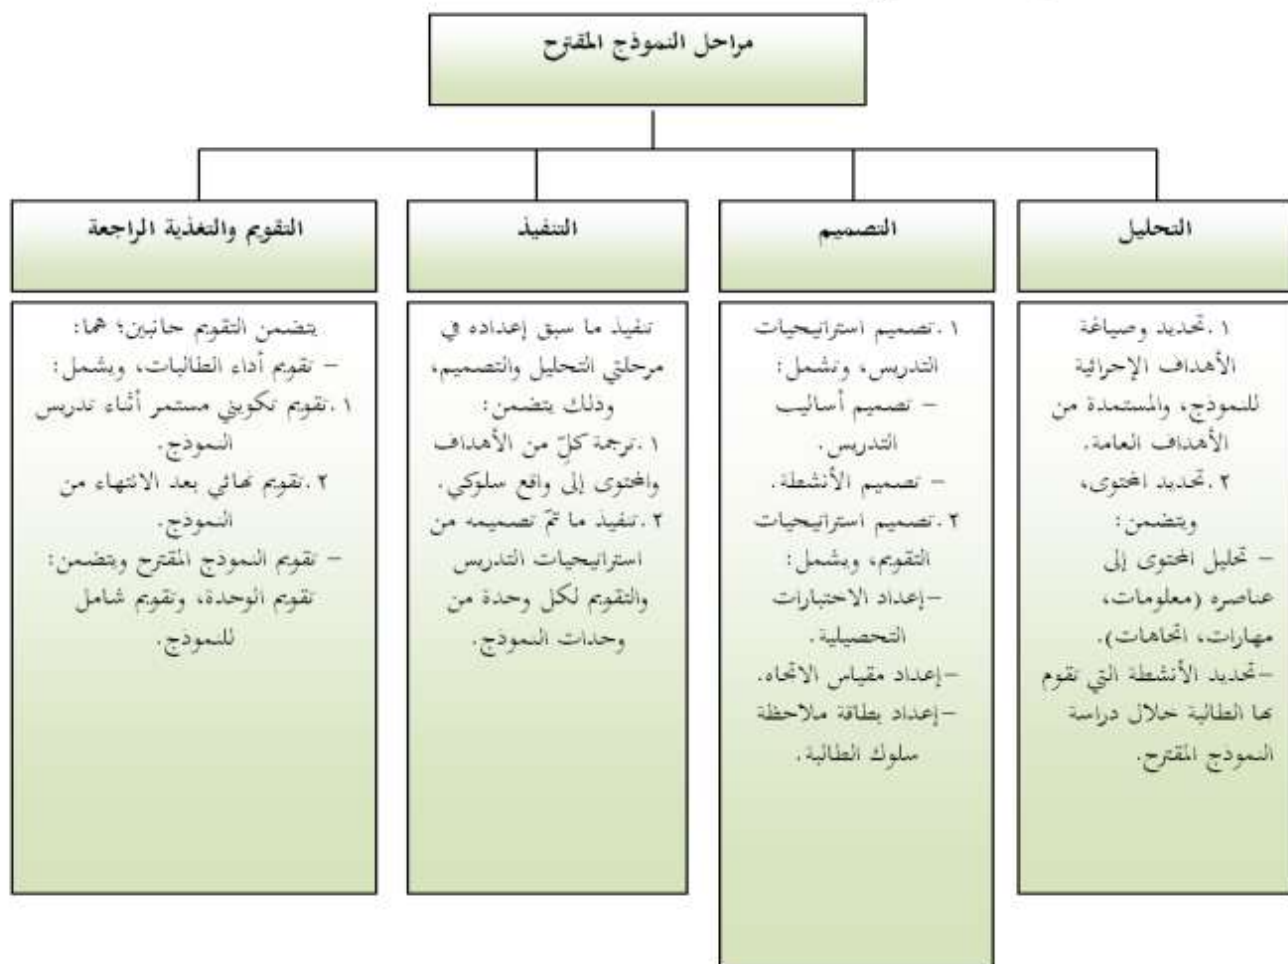 مراحل النموذج المقترح
التحليل
١.تحديد وصياغة
الأهداف الإجرائية
للنموذج، والمستمدة من
الأهداف العامة.
٢.تحديد المحتوى،
ويتضمن:
– تحليل المحتوى إلى
عناصره (معلومات،
مهارات، اتجاهات).
–تحديد الأنشطة التي تقوم
بها الطالبة خلال دراسة
النموذج المقترح.
التصميم
١.تصميم استراتيجيات
التدريس، وتشمل:
– تصميم أساليب
التدريس.
– تصميم الأنشطة.
٢.تصميم استراتيجيات
التقويم، ويشمل:
–إعداد الاختبارات
التحصيلية.
–إعداد مقياس الاتجاه.
–إعداد بطاقة ملاحظة
سلوك الطالبة.
التنفيذ
تنفيذ ما سبق إعداده في
مرحلتي التحليل والتصميم،
وذلك يتضمن:
١.ترجمة كلِّ من الأهداف
والمحتوى إلى واقع سلوكي.
٢.تنفيذ ما تمّ تصميمه من
استراتيجيات التدريس
والتقويم لكل وحدة من
وحدات النموذج.
التقويم والتغذية الراجعة
يتضمن التقويم جانبين؛ هما:
– تقويم أداء الطالبات، ويشمل:
١.تقويم تكويني مستمر أثناء تدريس
النموذج.
٢.تقويم نهائي بعد الانتهاء من
النموذج.
– تقويم النموذج المقترح ويتضمن:
تقويم الوحدة، وتقويم شامل
للنموذج.